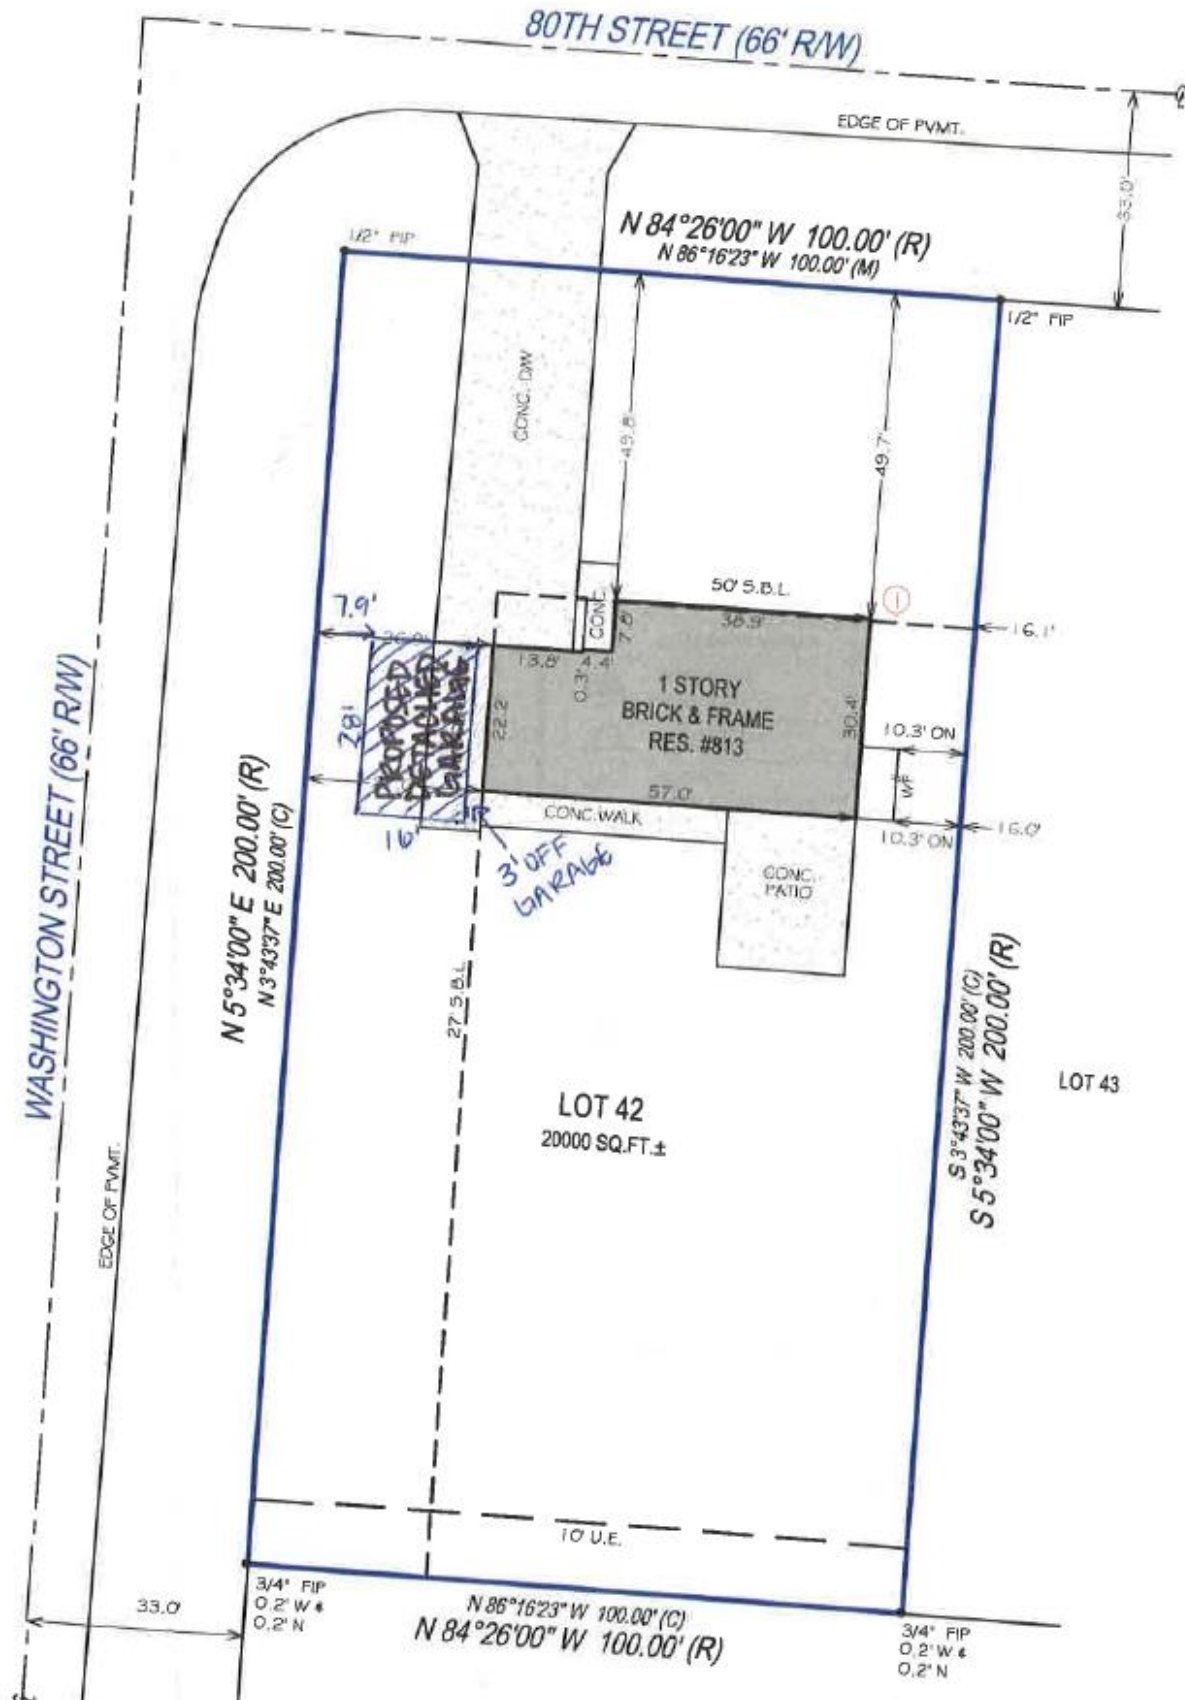 80TH STREET (66' R/W)
EDGE OF PVMT.
33.0'
N 84°26'00" W 100.00' (R)
N 86°16'23" W 100.00' (M)
1/2" FIP
1/2" FIP
CONC. D/W
49.8'
49.7'
50' S.B.L.
1
7.9'
CONC.
7.8'
38.9'
16.1'
13.8'
4.4'
0.3'
PROPOSED
DETACHED
GARAGE
28'
22.2'
1 STORY
BRICK & FRAME
RES. #813
30.4'
10.3' ON
WF
57.0'
10.3' ON
16.0'
CONC. WALK
16'
3' OFF
GARAGE
CONC.
PATIO
WASHINGTON STREET (66' R/W)
N 5°34'00" E 200.00' (R)
N 3°43'37" E 200.00' (C)
27' S.B.L.
S 3°43'37" W 200.00' (C)
S 5°34'00" W 200.00' (R)
LOT 43
LOT 42
20000 SQ.FT.±
EDGE OF PVMT.
10' U.E.
33.0'
3/4" FIP
0.2' W &
0.2' N
N 86°16'23" W 100.00' (C)
N 84°26'00" W 100.00' (R)
3/4" FIP
0.2' W &
0.2' N